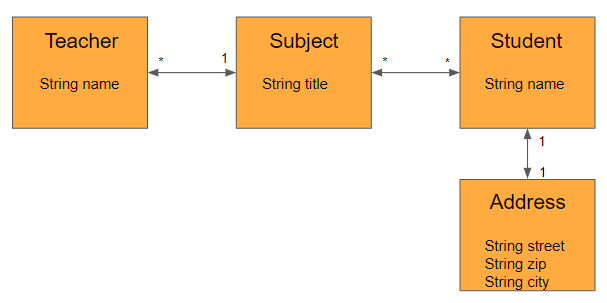 Teacher
String name
* 1
Subject
String title
* *
Student
String name
1
1
Address
String street
String zip
String city